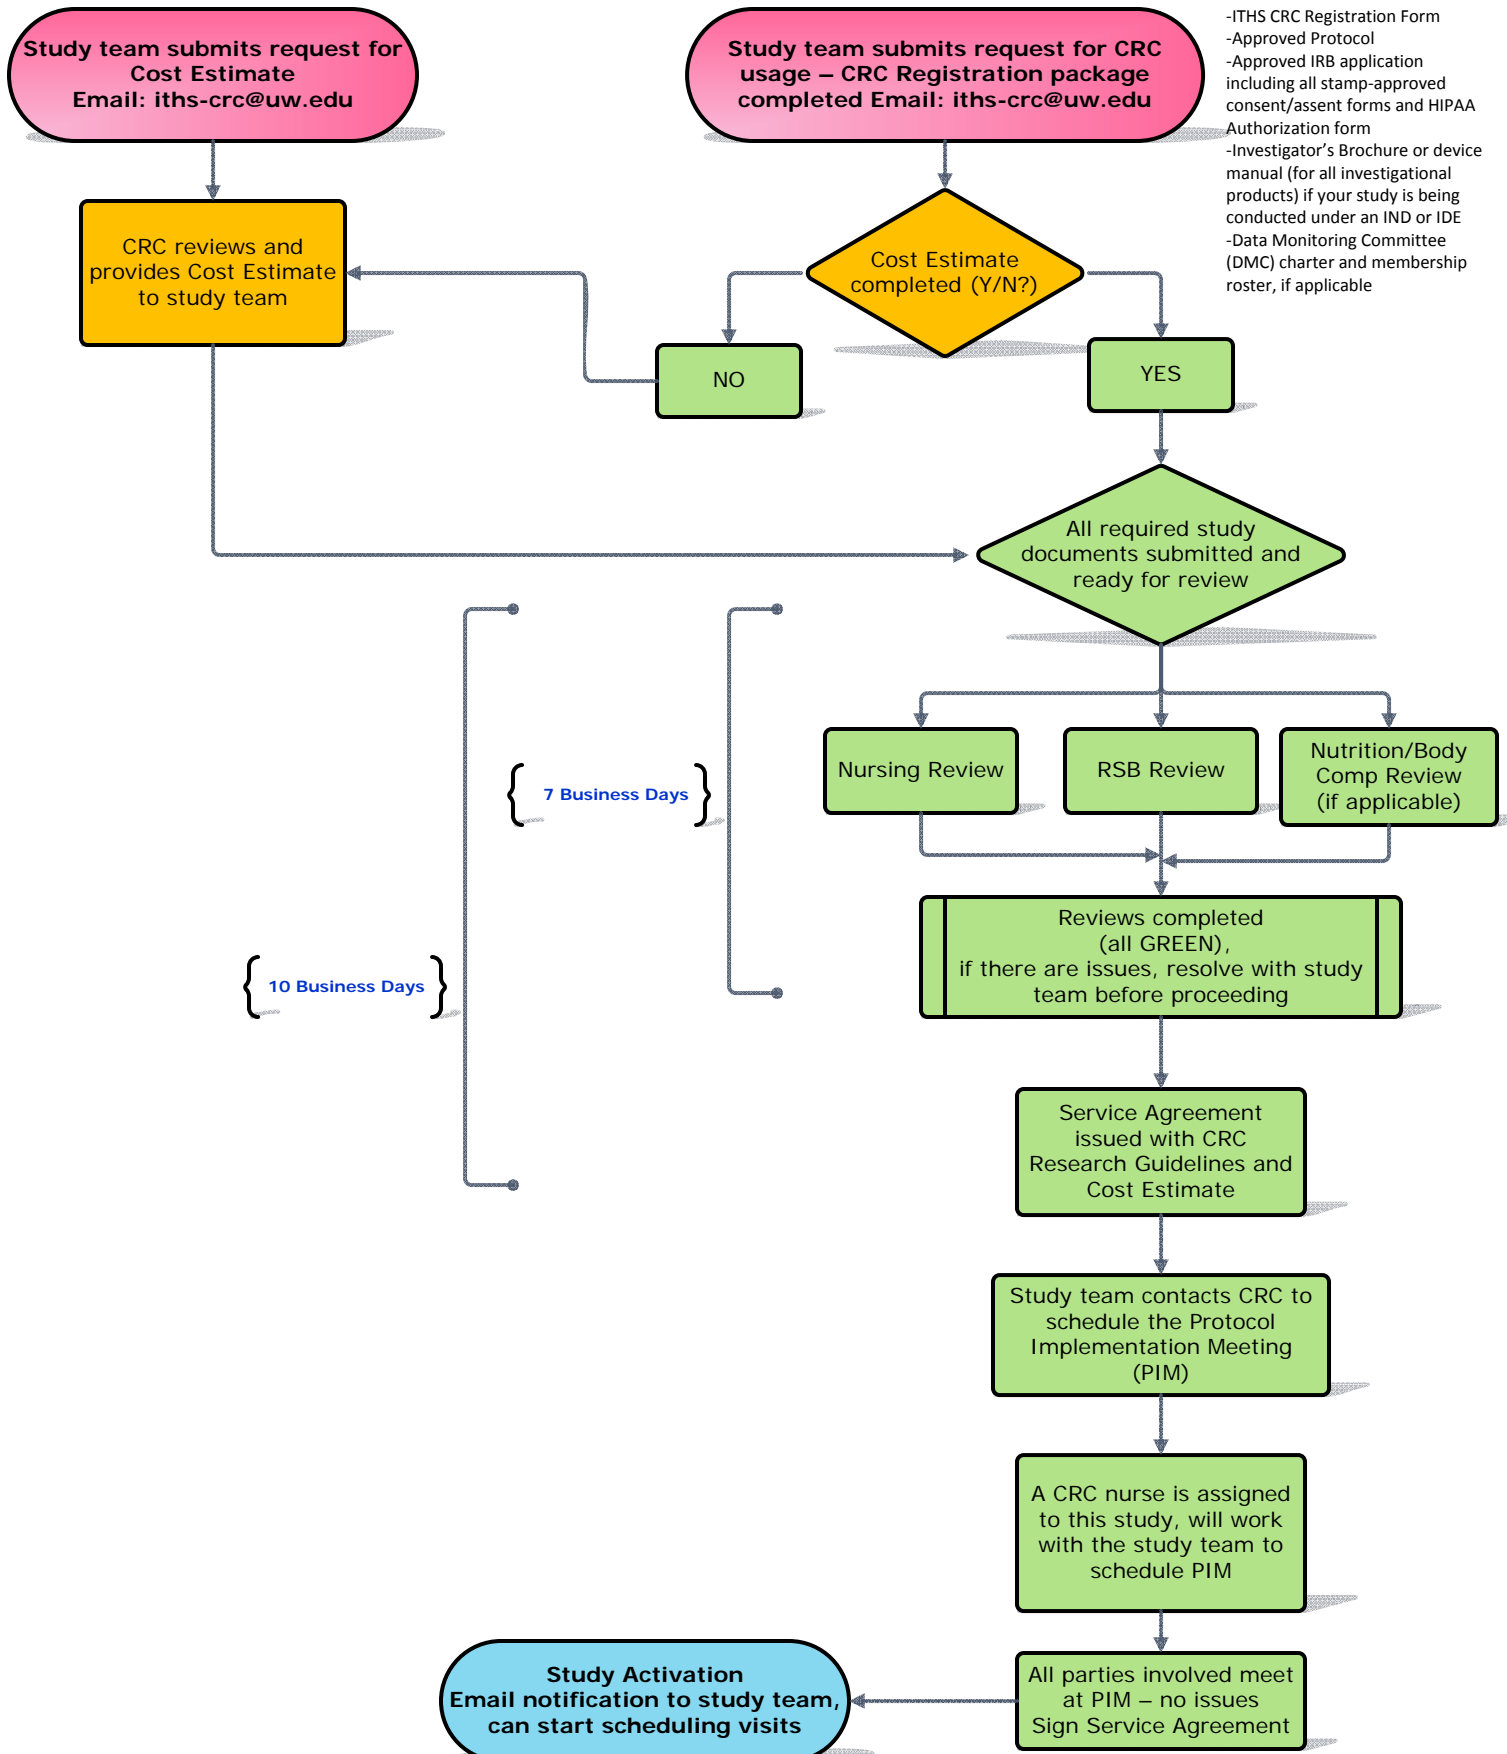 Study team submits request for
Cost Estimate
Email: iths-crc@uw.edu
Study team submits request for CRC
usage – CRC Registration package
completed Email: iths-crc@uw.edu
-ITHS CRC Registration Form
-Approved Protocol
-Approved IRB application
including all stamp-approved
consent/assent forms and HIPAA
Authorization form
-Investigator’s Brochure or device
manual (for all investigational
products) if your study is being
conducted under an IND or IDE
-Data Monitoring Committee
(DMC) charter and membership
roster, if applicable
CRC reviews and
provides Cost Estimate
to study team
Cost Estimate
completed (Y/N?)
NO
YES
All required study
documents submitted and
ready for review
Nursing Review
RSB Review
Nutrition/Body
Comp Review
(if applicable)
7 Business Days
Reviews completed
(all GREEN),
if there are issues, resolve with study
team before proceeding
10 Business Days
Service Agreement
issued with CRC
Research Guidelines and
Cost Estimate
Study team contacts CRC to
schedule the Protocol
Implementation Meeting
(PIM)
A CRC nurse is assigned
to this study, will work
with the study team to
schedule PIM
All parties involved meet
at PIM – no issues
Sign Service Agreement
Study Activation
Email notification to study team,
can start scheduling visits